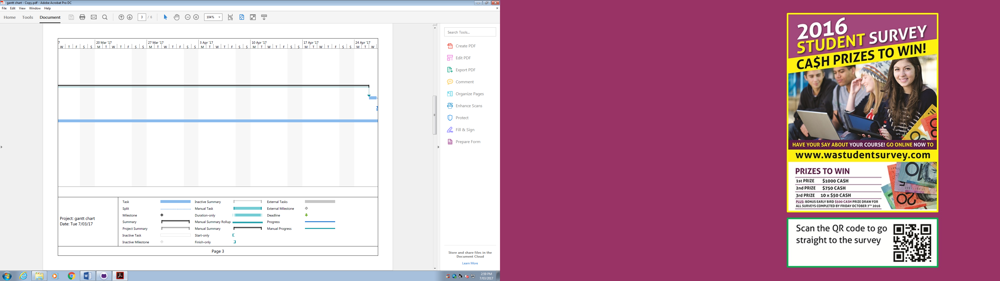 gantt chart - Copy.pdf - Adobe Acrobat Pro DC
File Edit View Window Help
Home Tools Document 3 / 6 104%
7 20 Mar '17 27 Mar '17 3 Apr '17 10 Apr '17 17 Apr '17 24 Apr '17
W T F S S M T W T F S S M T W T F S S M T W T F S S M T W T F S S M T W T F S S M T W
Task Inactive Summary External Tasks
Split Manual Task External Milestone
Milestone Duration-only Deadline
Summary Manual Summary Rollup Progress
Project Summary Manual Summary Manual Progress
Inactive Task Start-only
Inactive Milestone Finish-only
Project: gantt chart
Date: Tue 7/03/17
Page 3
Search Tools...
Create PDF
Edit PDF
Export PDF
Comment
Organize Pages
Enhance Scans
Protect
Fill & Sign
Prepare Form
Store and share files in the
Document Cloud
Learn More
2:59 PM
7/03/2017
2016
STUDENT SURVEY
CA$H PRIZES TO WIN!
HAVE YOUR SAY ABOUT YOUR COURSE! GO ONLINE NOW TO
www.wastudentsurvey.com
PRIZES TO WIN
1st PRIZE $1000 CASH
2nd PRIZE $750 CASH
3rd PRIZE 10 x $50 CASH
PLUS: BONUS EARLY BIRD $500 CASH PRIZE DRAW FOR
ALL SURVEYS COMPLETED BY FRIDAY OCTOBER 7TH 2016
Scan the QR code to go
straight to the survey